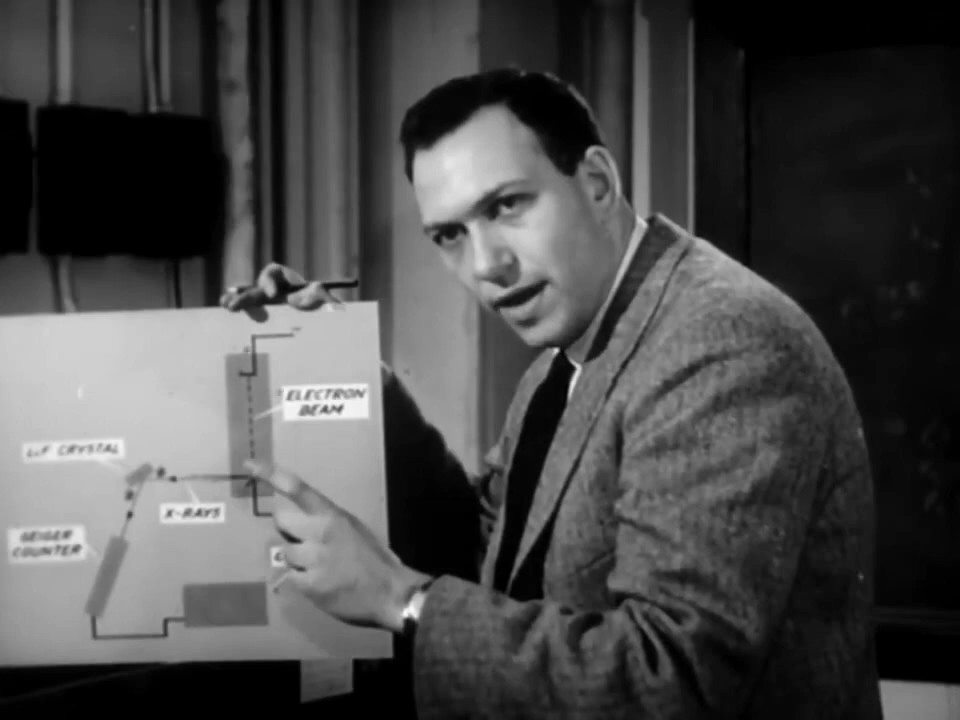 ELECTRON
BEAM
LiF CRYSTAL
X-RAYS
GEIGER
COUNTER